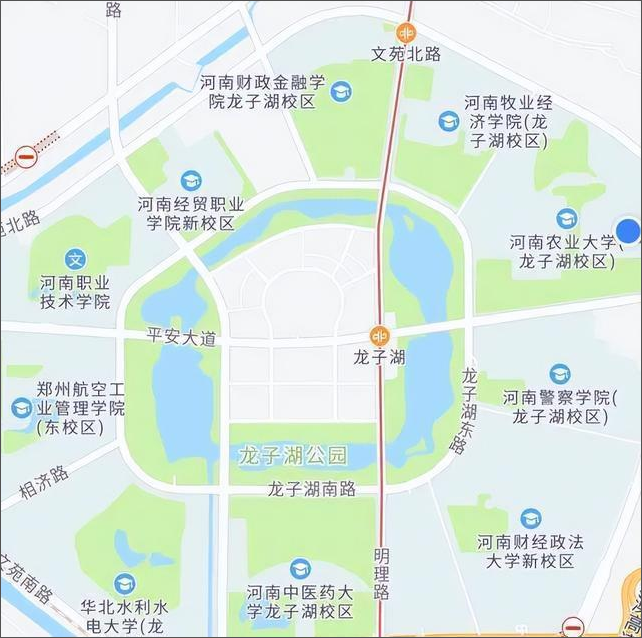 路
文苑北路
河南财政金融学
院龙子湖校区
河南牧业经
济学院(龙
子湖校区)
河南经贸职业
学院新校区
苑北路
河南农业大学(
龙子湖校区)
文
河南职业
技术学院
平安大道
龙子湖
郑州航空工
业管理学院
(东校区)
龙子湖东路
河南警察学院(
龙子湖校区)
龙子湖公园
相济路
龙子湖南路
河南财经政法
大学新校区
明理路
文苑南路
河南中医药大
学龙子湖校区
华北水利水
电大学(龙